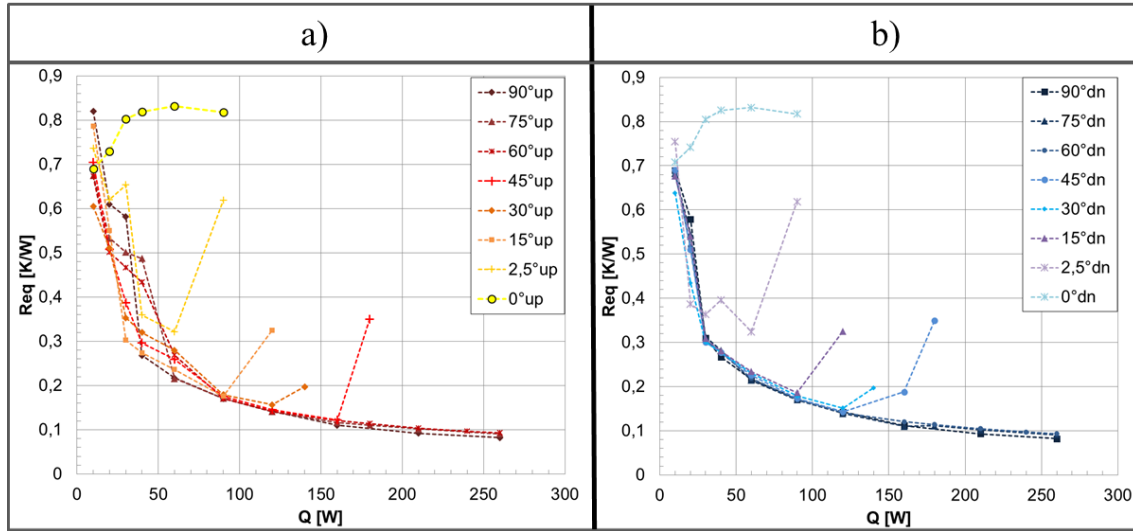 a)
b)
0,9
0,8
0,7
0,6
0,5
0,4
0,3
0,2
0,1
0
Req [K/W]
0 50 100 150 200 250 300
Q [W]
90°up
75°up
60°up
45°up
30°up
15°up
2,5°up
0°up
0,9
0,8
0,7
0,6
0,5
0,4
0,3
0,2
0,1
0
Req [K/W]
0 50 100 150 200 250 300
Q [W]
90°dn
75°dn
60°dn
45°dn
30°dn
15°dn
2,5°dn
0°dn